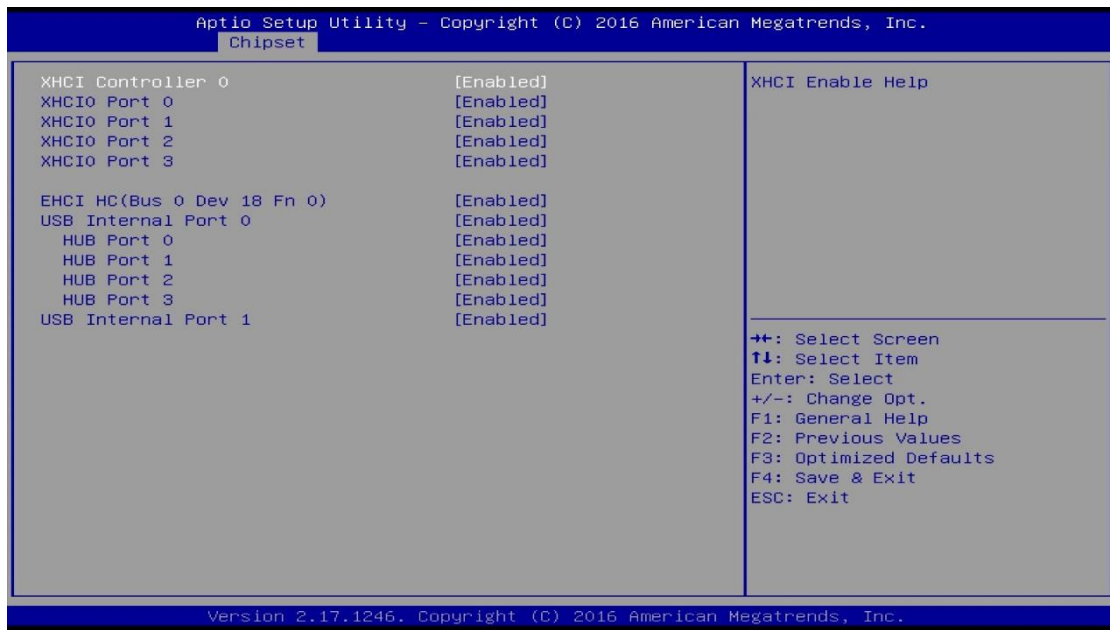 Aptio Setup Utility – Copyright (C) 2016 American Megatrends, Inc.
Chipset
XHCI Controller 0 [Enabled]
XHCI0 Port 0 [Enabled]
XHCI0 Port 1 [Enabled]
XHCI0 Port 2 [Enabled]
XHCI0 Port 3 [Enabled]
EHCI HC(Bus 0 Dev 18 Fn 0) [Enabled]
USB Internal Port 0 [Enabled]
HUB Port 0 [Enabled]
HUB Port 1 [Enabled]
HUB Port 2 [Enabled]
HUB Port 3 [Enabled]
USB Internal Port 1 [Enabled]
XHCI Enable Help
→←: Select Screen
↑↓: Select Item
Enter: Select
+/-: Change Opt.
F1: General Help
F2: Previous Values
F3: Optimized Defaults
F4: Save & Exit
ESC: Exit
Version 2.17.1246. Copyright (C) 2016 American Megatrends, Inc.